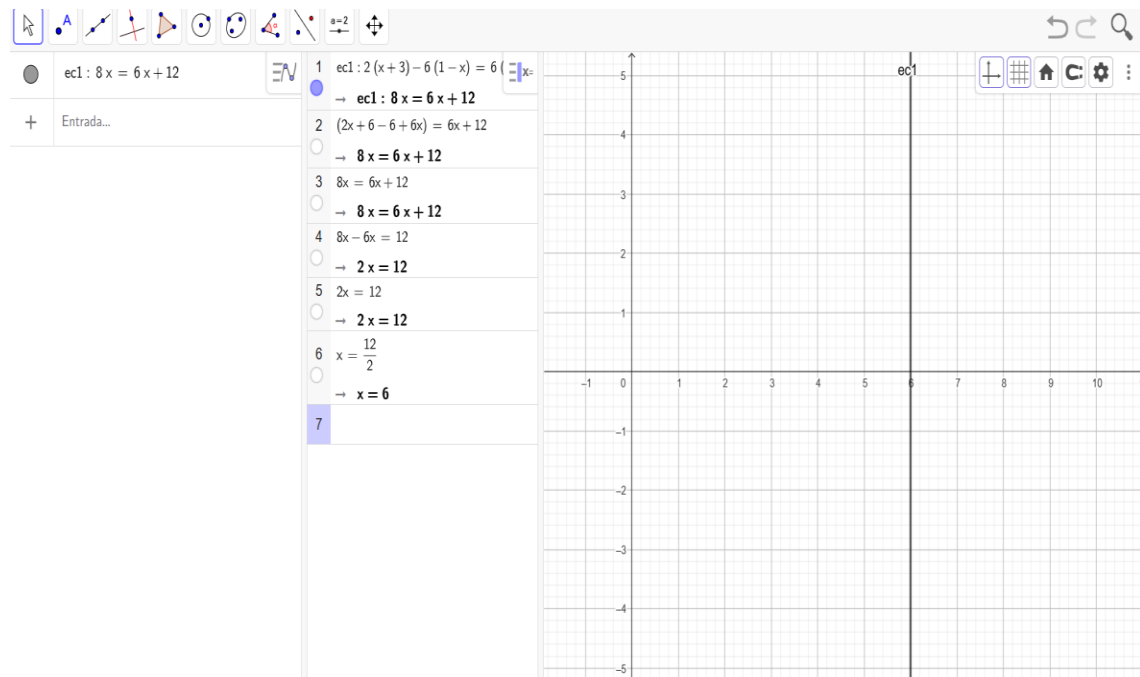 A
a=2
ec1 : 8 x = 6 x + 12
Entrada...
1 ec1 : 2 (x + 3) − 6 (1 − x) = 6 (
→ ec1 : 8 x = 6 x + 12
x=
2 (2x + 6 − 6 + 6x) = 6x + 12
→ 8 x = 6 x + 12
3 8x = 6x + 12
→ 8 x = 6 x + 12
4 8x − 6x = 12
→ 2 x = 12
5 2x = 12
→ 2 x = 12
6 x = 12/2
→ x = 6
7
ec1
5
4
3
2
1
−1 0 1 2 3 4 5 6 7 8 9 10
−1
−2
−3
−4
−5